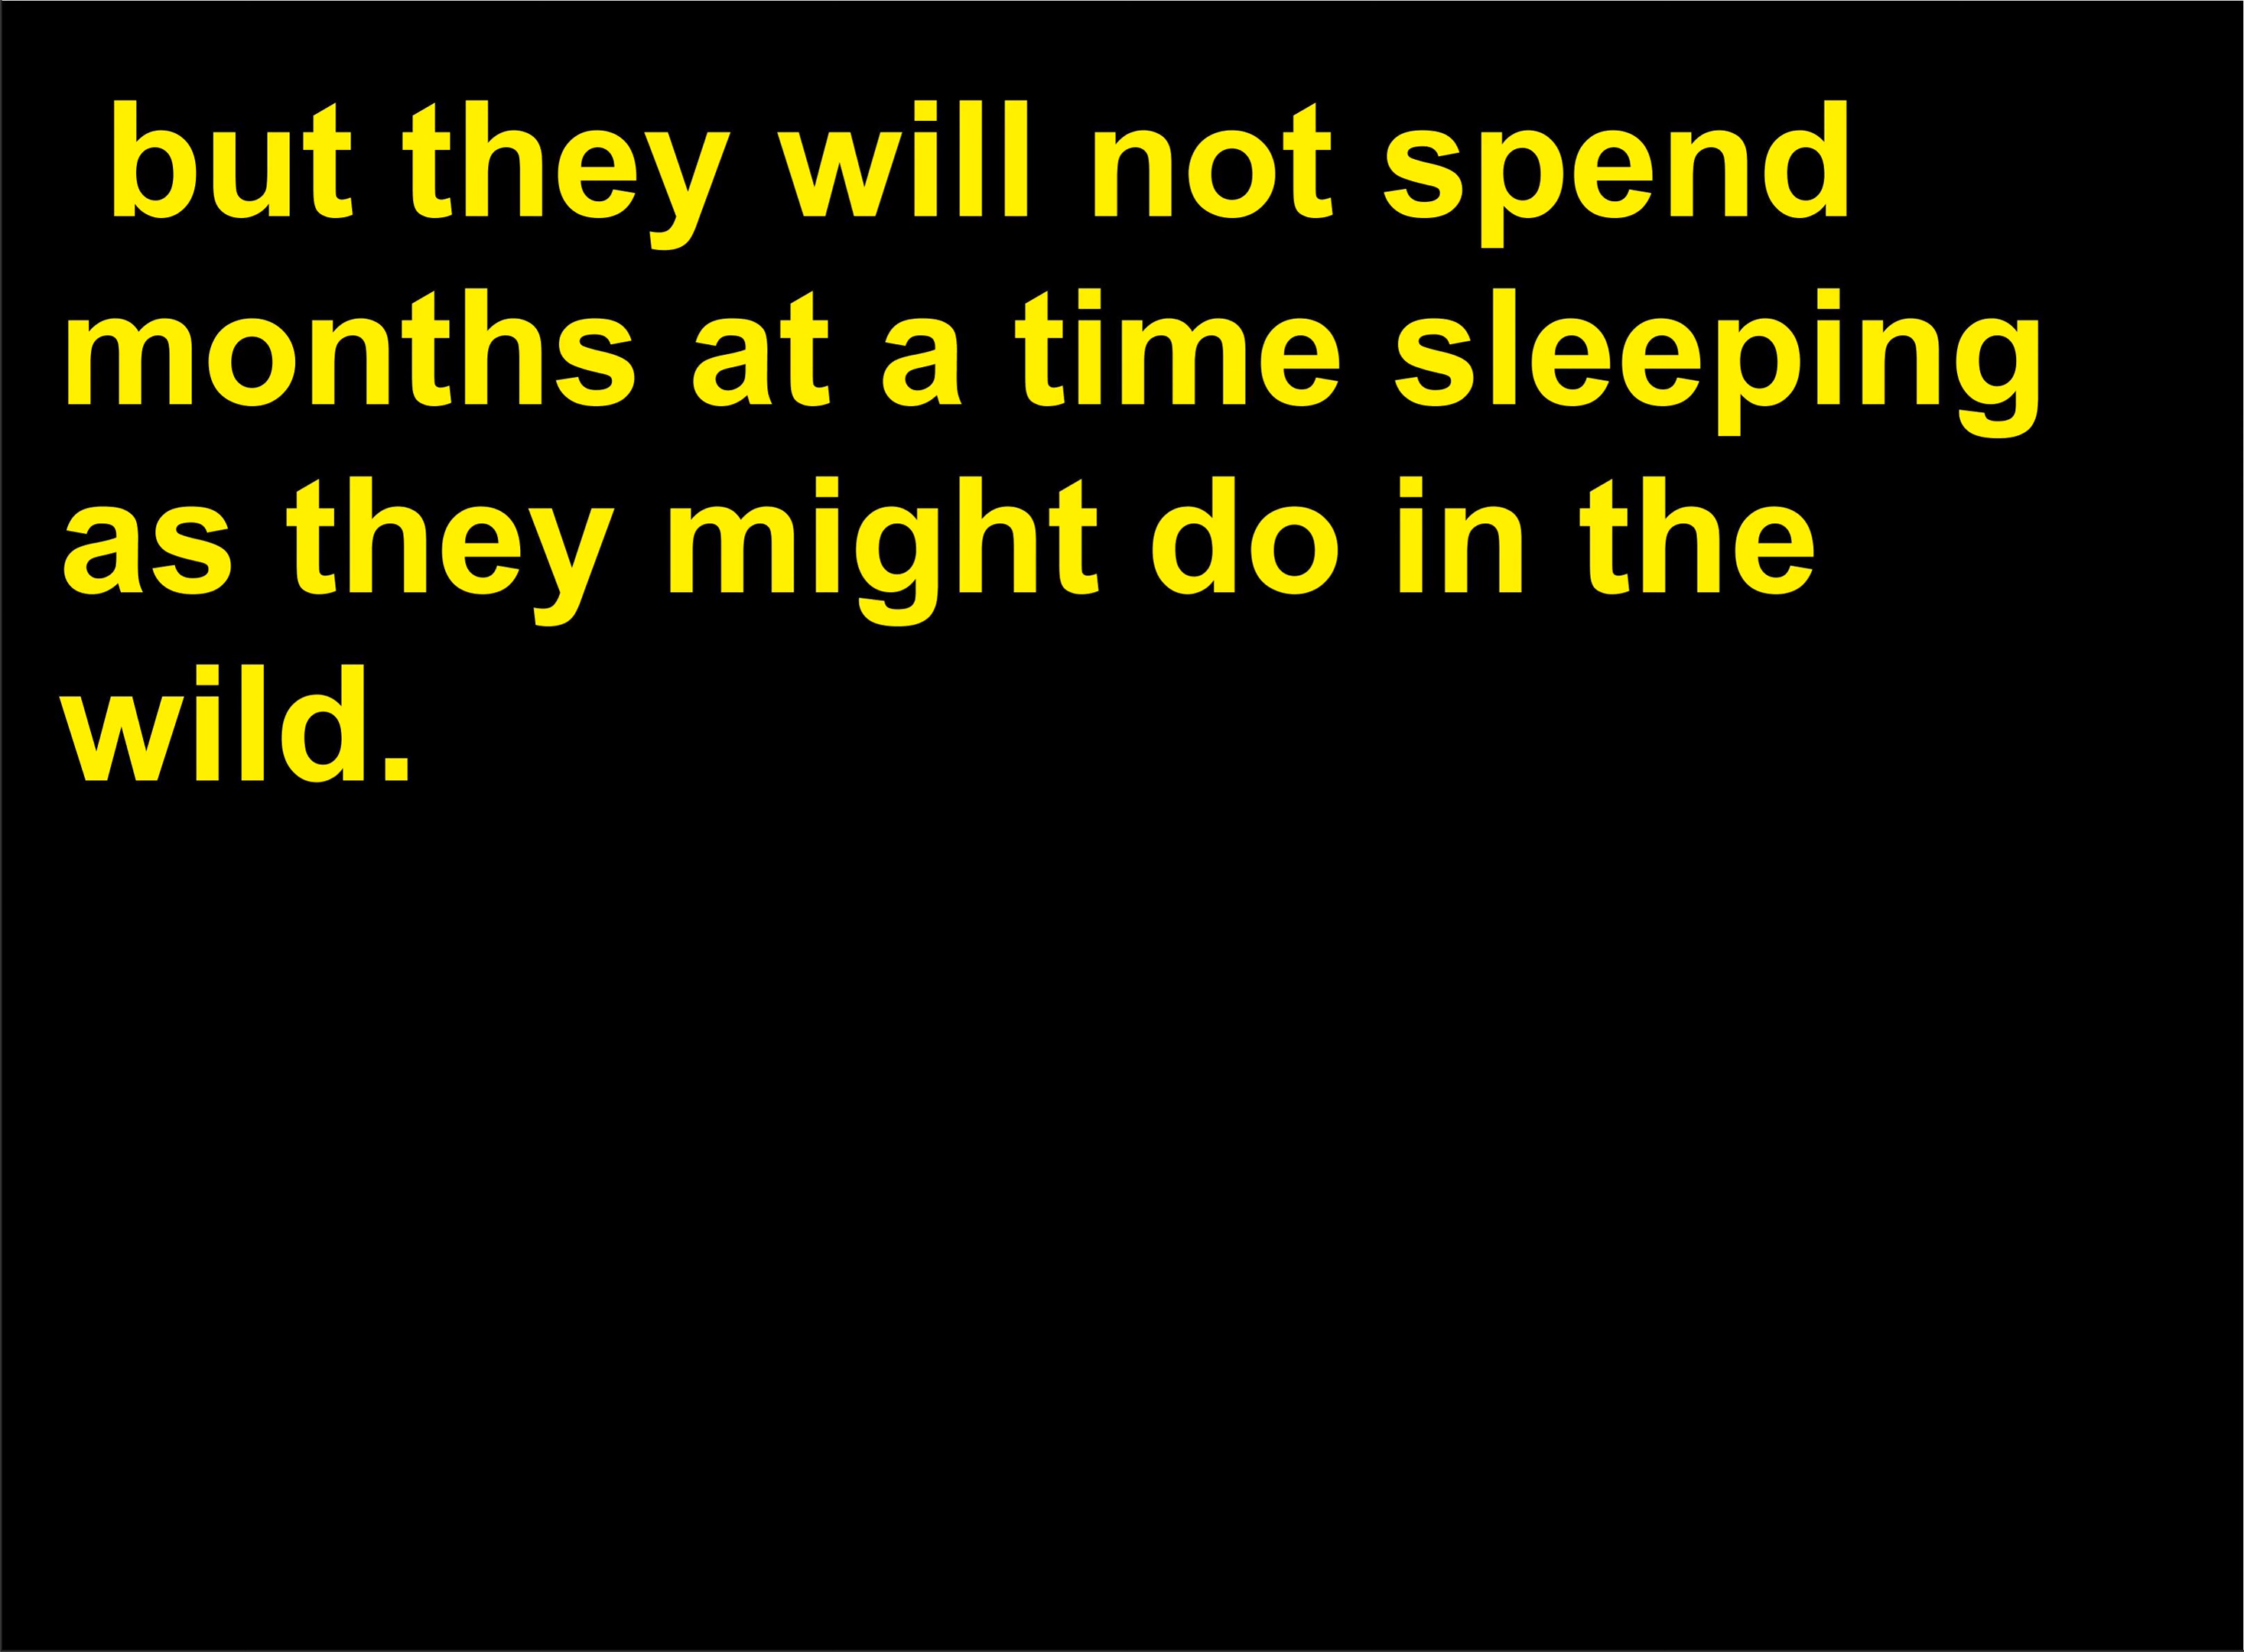 but they will not spend
months at a time sleeping
as they might do in the
wild.